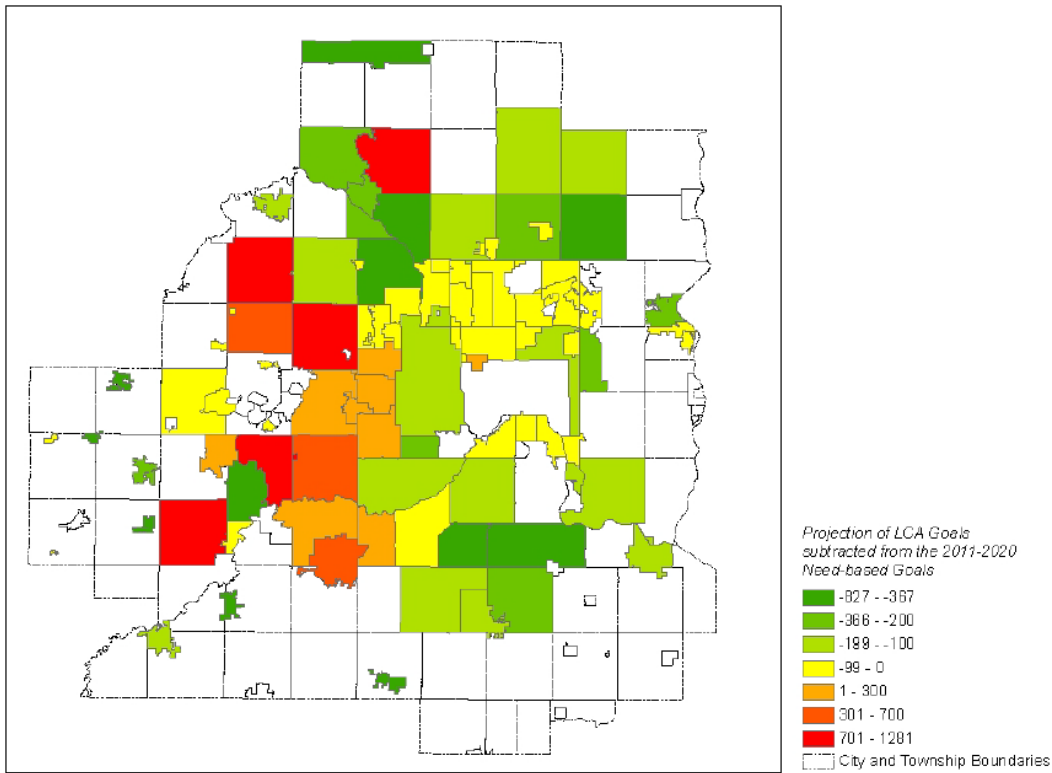 Projection of LCA Goals
subtracted from the 2011-2020
Need-based Goals
-827 - -367
-366 - -200
-199 - -100
-99 - 0
1 - 300
301 - 700
701 - 1281
City and Township Boundaries